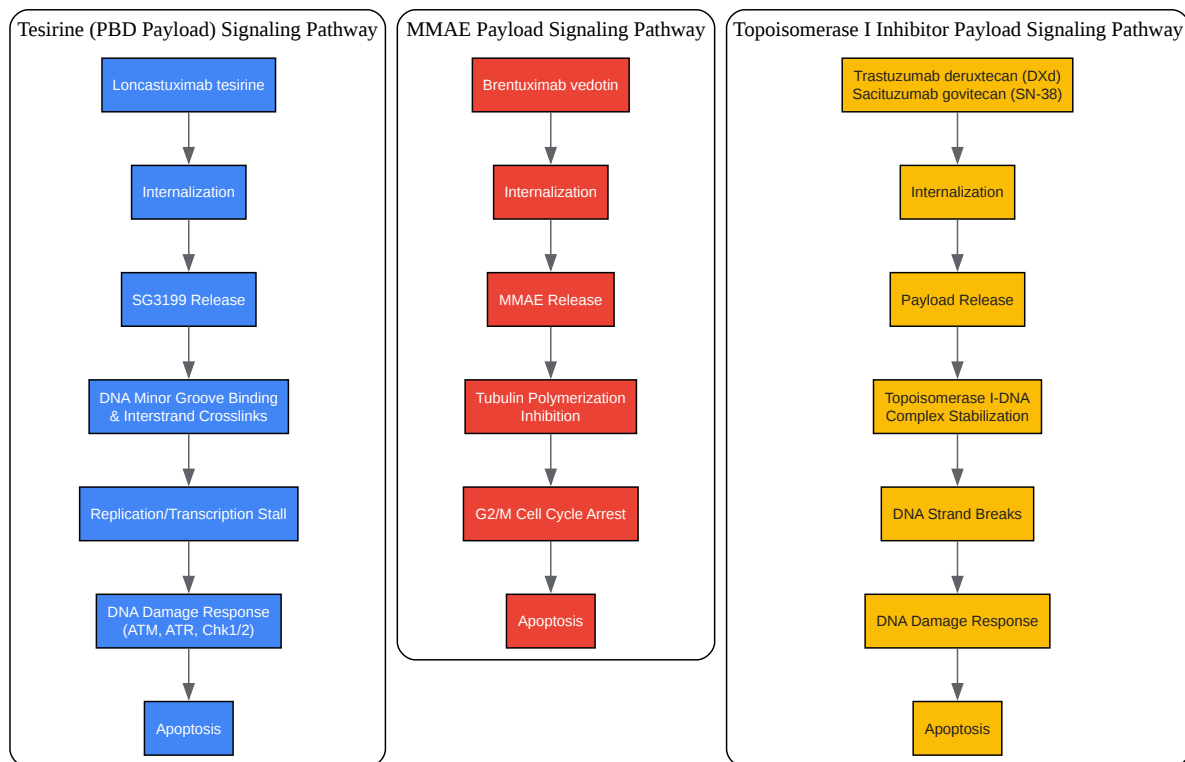 Tesirine (PBD Payload) Signaling Pathway
Loncastuximab tesirine
Internalization
SG3199 Release
DNA Minor Groove Binding
& Interstrand Crosslinks
Replication/Transcription Stall
DNA Damage Response
(ATM, ATR, Chk1/2)
Apoptosis
MMAE Payload Signaling Pathway
Brentuximab vedotin
Internalization
MMAE Release
Tubulin Polymerization
Inhibition
G2/M Cell Cycle Arrest
Apoptosis
Topoisomerase I Inhibitor Payload Signaling Pathway
Trastuzumab deruxtecan (DXd)
Sacituzumab govitecan (SN-38)
Internalization
Payload Release
Topoisomerase I-DNA
Complex Stabilization
DNA Strand Breaks
DNA Damage Response
Apoptosis